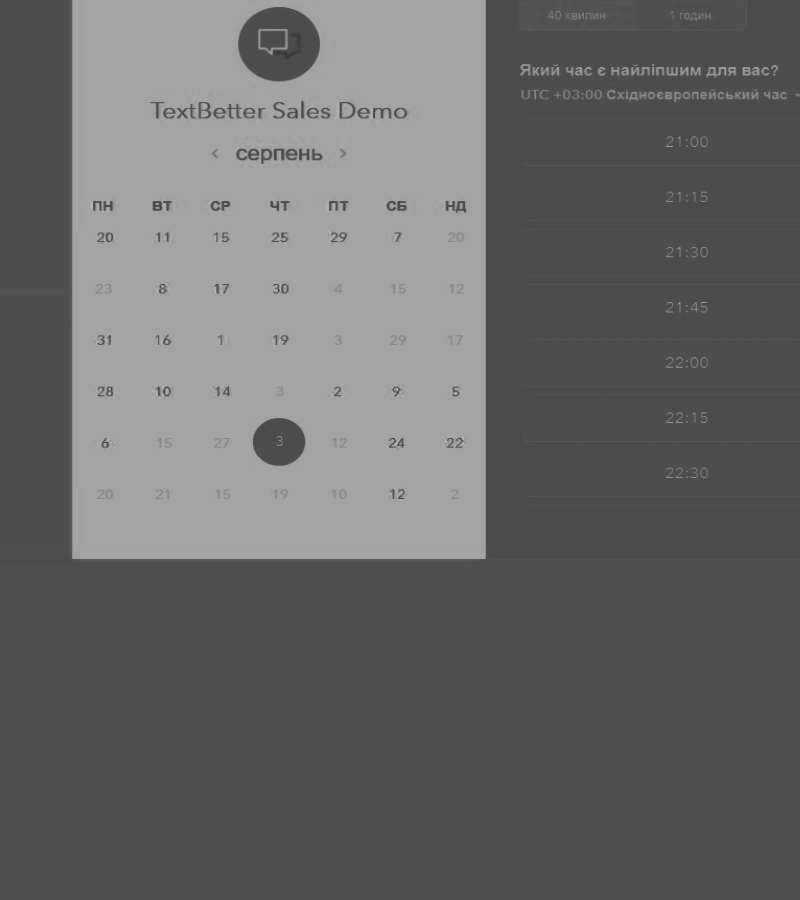 40 хвилин 1 годин
TextBetter Sales Demo
< серпень >
ПН ВТ СР ЧТ ПТ СБ НД
20 11 15 25 29 7 20
23 8 17 30 4 15 12
31 16 1 19 3 29 17
28 10 14 3 2 9 5
6 15 27 3 12 24 22
20 21 15 19 10 12 2
Який час є найліпшим для вас?
UTC +03:00 Східноєвропейський час
21:00
21:15
21:30
21:45
22:00
22:15
22:30